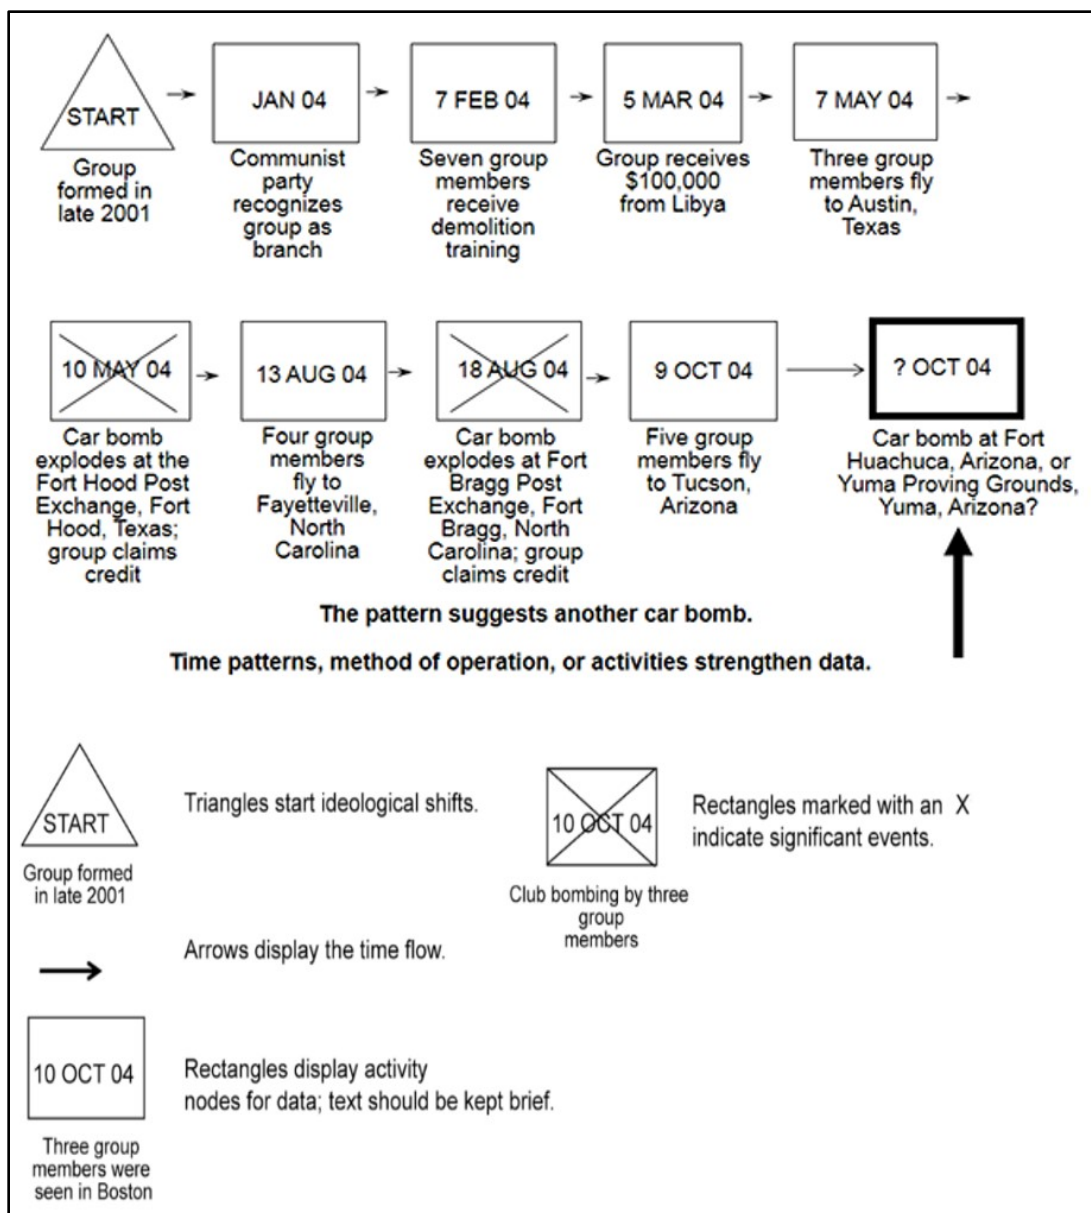 START
Group
formed in
late 2001
JAN 04
Communist
party
recognizes
group as
branch
7 FEB 04
Seven group
members
receive
demolition
training
5 MAR 04
Group receives
$100,000
from Libya
7 MAY 04
Three group
members fly
to Austin,
Texas
10 MAY 04
Car bomb
explodes at the
Fort Hood Post
Exchange, Fort
Hood, Texas;
group claims
credit
13 AUG 04
Four group
members
fly to
Fayetteville,
North
Carolina
18 AUG 04
Car bomb
explodes at Fort
Bragg Post
Exchange, Fort
Bragg, North
Carolina; group
claims credit
9 OCT 04
Five group
members fly
to Tucson,
Arizona
? OCT 04
Car bomb at Fort
Huachuca, Arizona, or
Yuma Proving Grounds,
Yuma, Arizona?
The pattern suggests another car bomb.
Time patterns, method of operation, or activities strengthen data.
START
Group formed
in late 2001
Triangles start ideological shifts.
10 OCT 04
Club bombing by three
group
members
Rectangles marked with an X
indicate significant events.
Arrows display the time flow.
10 OCT 04
Three group
members were
seen in Boston
Rectangles display activity
nodes for data; text should be kept brief.